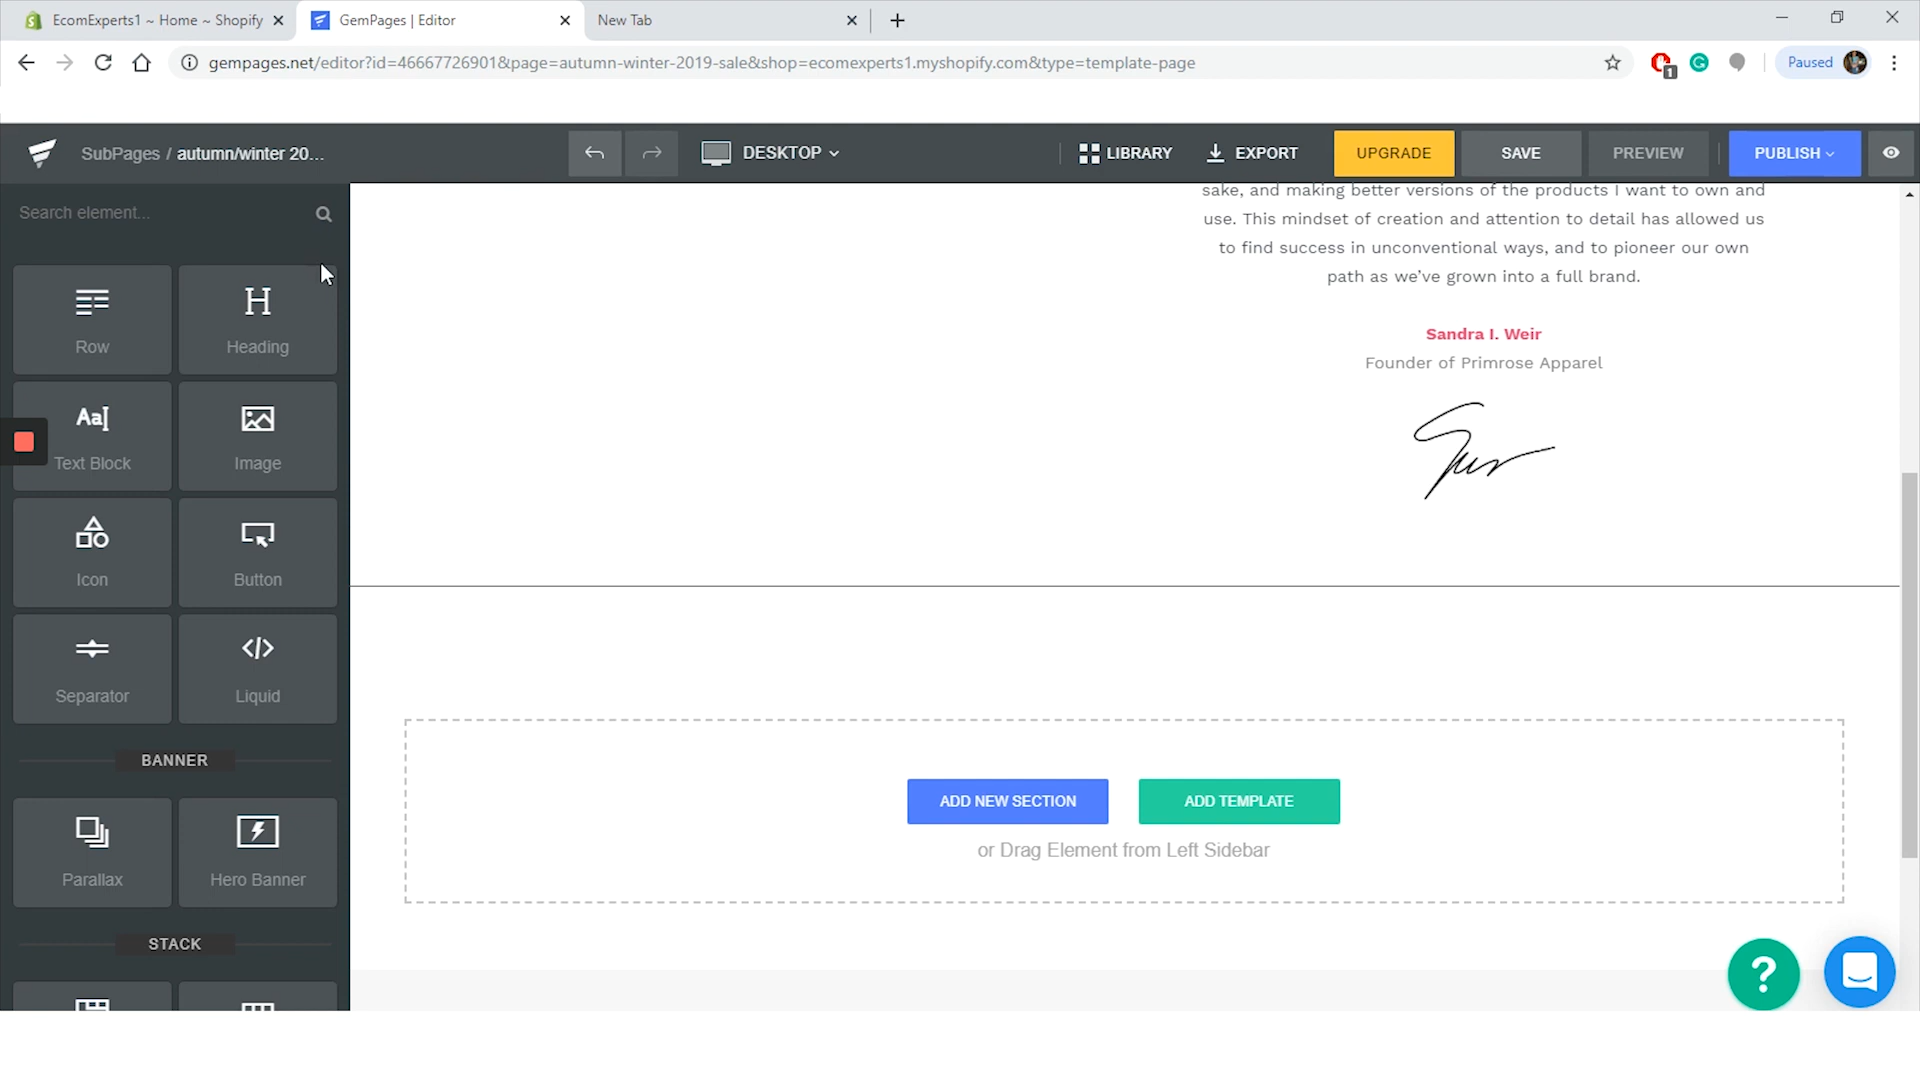 EcomExperts1 ~ Home ~ Shopify
GemPages | Editor
New Tab
gempages.net/editor?id=46667726901&page=autumn-winter-2019-sale&shop=ecomexperts1.myshopify.com&type=template-page
1
Paused
SubPages / autumn/winter 20...
DESKTOP
LIBRARY
EXPORT
UPGRADE
SAVE
PREVIEW
PUBLISH
Search element...
Row
Heading
Text Block
Image
Icon
Button
Separator
Liquid
BANNER
Parallax
Hero Banner
STACK
sake, and making better versions of the products I want to own and
use. This mindset of creation and attention to detail has allowed us
to find success in unconventional ways, and to pioneer our own
path as we’ve grown into a full brand.
Sandra I. Weir
Founder of Primrose Apparel
ADD NEW SECTION
ADD TEMPLATE
or Drag Element from Left Sidebar